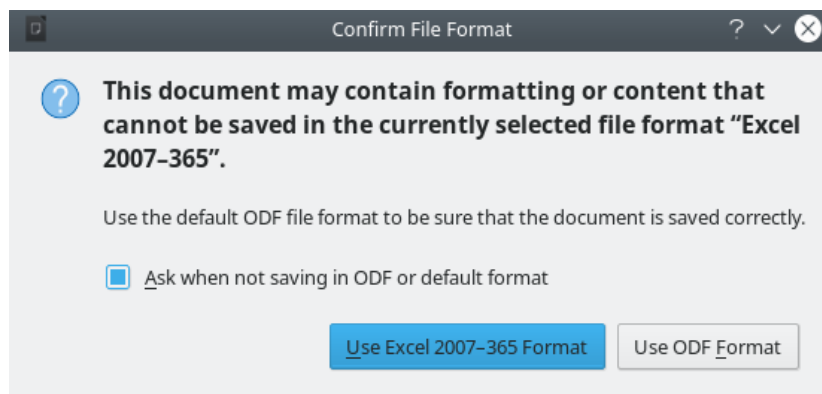 Confirm File Format
?
?
This document may contain formatting or content that
cannot be saved in the currently selected file format “Excel
2007–365”.
Use the default ODF file format to be sure that the document is saved correctly.
Ask when not saving in ODF or default format
Use Excel 2007–365 Format
Use ODF Format